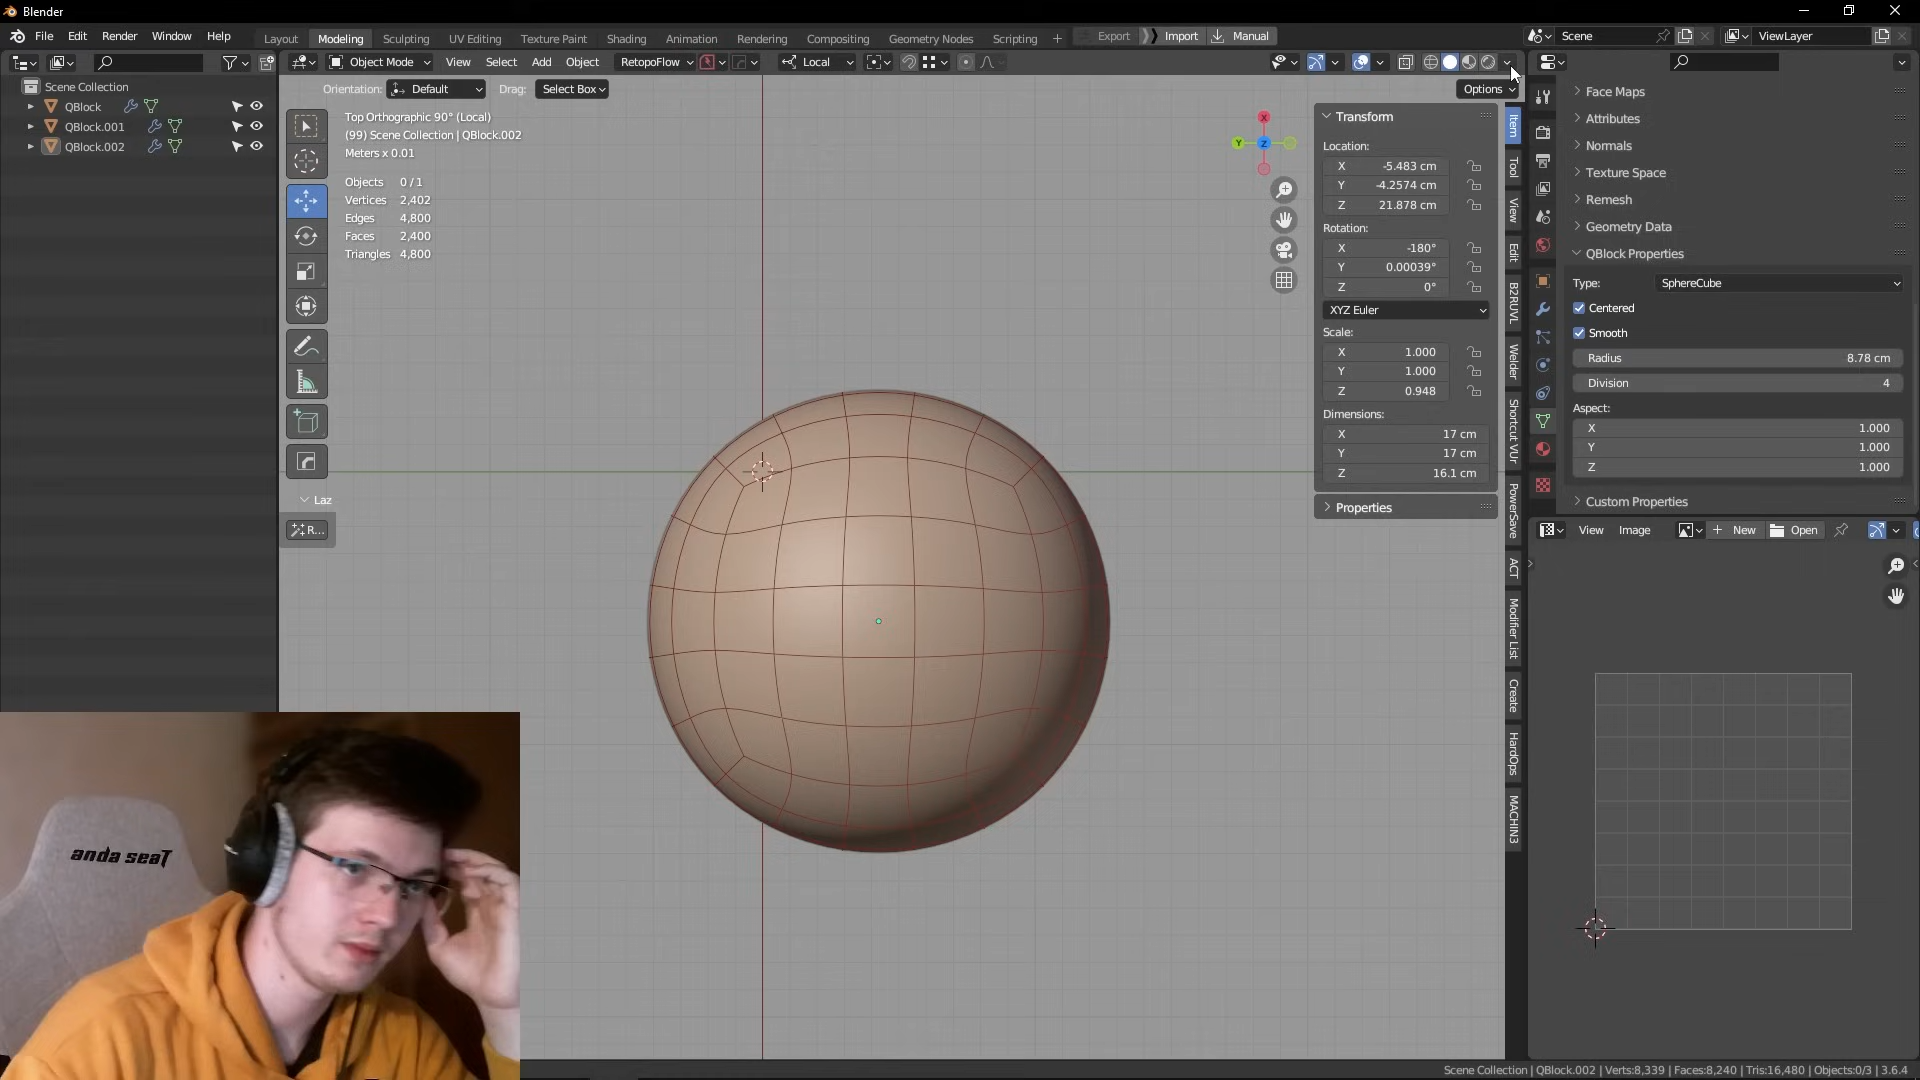 Blender
File Edit Render Window Help
Layout Modeling Sculpting UV Editing Texture Paint Shading Animation Rendering Compositing Geometry Nodes Scripting + Export Import Manual
Scene ViewLayer
Object Mode View Select Add Object RetopoFlow Local
Orientation: Default Drag: Select Box Options
Scene Collection
QBlock
QBlock.001
QBlock.002
Top Orthographic 90° (Local)
(99) Scene Collection | QBlock.002
Meters x 0.01
Objects 0 / 1
Vertices 2,402
Edges 4,800
Faces 2,400
Triangles 4,800
Laz
R...
X
Y
Z
Transform
Location:
X -5.483 cm
Y -4.2574 cm
Z 21.878 cm
Rotation:
X -180°
Y 0.00039°
Z 0°
XYZ Euler
Scale:
X 1.000
Y 1.000
Z 0.948
Dimensions:
X 17 cm
Y 17 cm
Z 16.1 cm
Properties
Item
Tool
View
Edit
B2RUVL
Welder
Shortcut VUr
PowerSave
ACT
Modifier List
Create
HardOps
MACHIN3
Face Maps
Attributes
Normals
Texture Space
Remesh
Geometry Data
QBlock Properties
Type: SphereCube
Centered
Smooth
Radius 8.78 cm
Division 4
Aspect:
X 1.000
Y 1.000
Z 1.000
Custom Properties
View Image + New Open
anda seaT
Scene Collection | QBlock.002 | Verts:8,339 | Faces:8,240 | Tris:16,480 | Objects:0/3 | 3.6.4